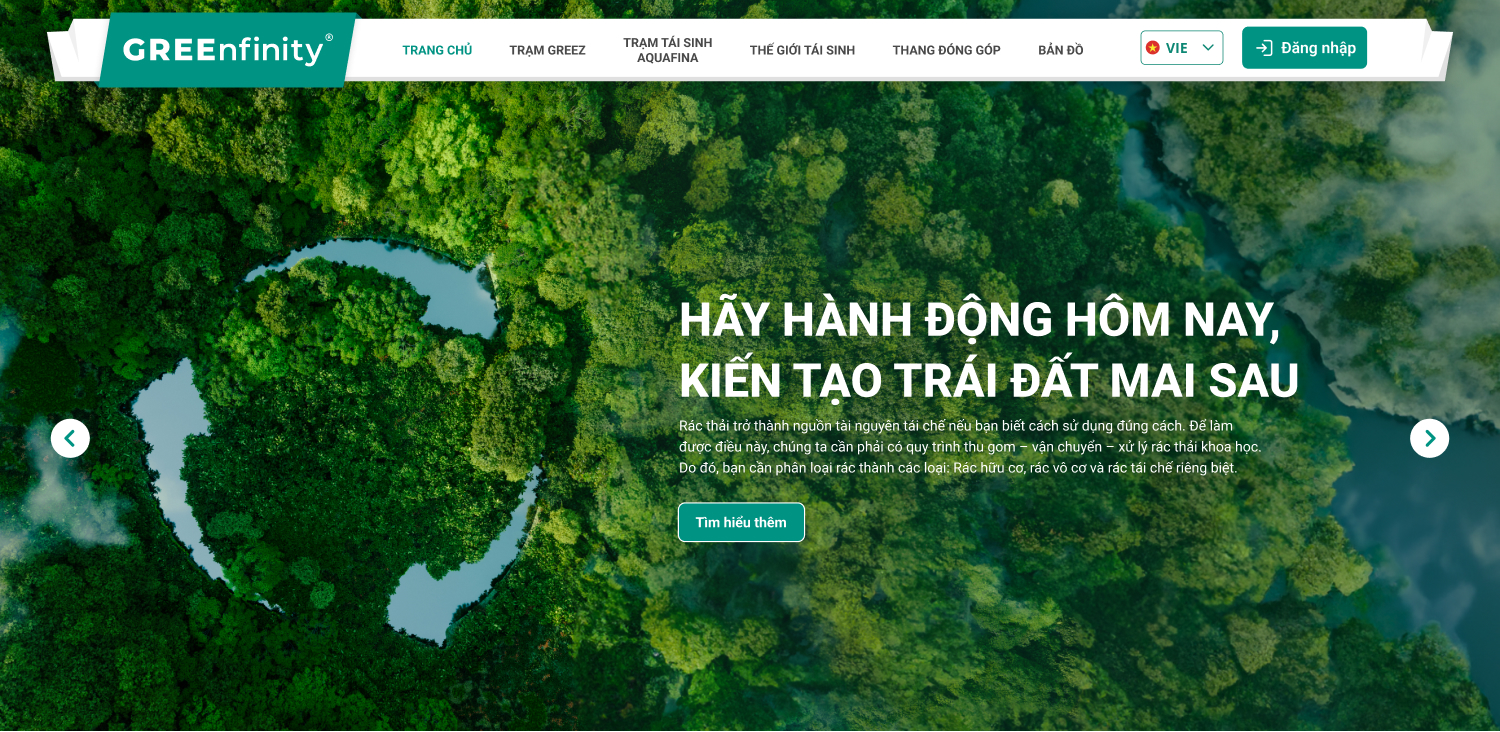 GREEnfinity®
TRANG CHỦ
TRẠM GREEZ
TRẠM TÁI SINH
AQUAFINA
THẾ GIỚI TÁI SINH
THANG ĐÓNG GÓP
BẢN ĐỒ
VIE
Đăng nhập
HÃY HÀNH ĐỘNG HÔM NAY,
KIẾN TẠO TRÁI ĐẤT MAI SAU
Rác thải trở thành nguồn tài nguyên tái chế nếu bạn biết cách sử dụng đúng cách. Để làm
được điều này, chúng ta cần phải có quy trình thu gom – vận chuyển – xử lý rác thải khoa học.
Do đó, bạn cần phân loại rác thành các loại: Rác hữu cơ, rác vô cơ và rác tái chế riêng biệt.
Tìm hiểu thêm